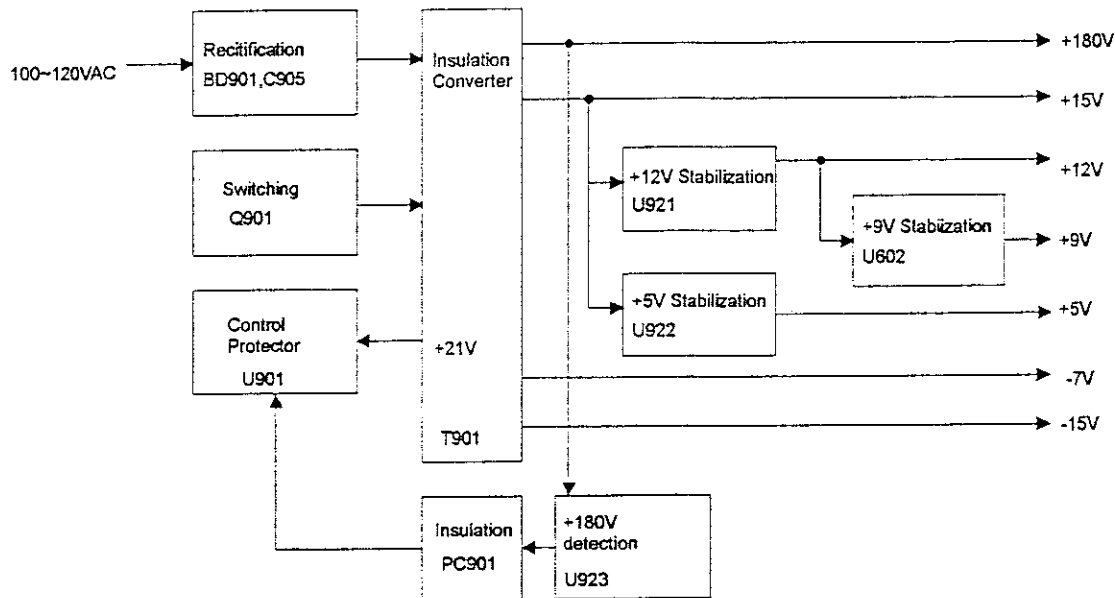 100~120VAC
Recitification
BD901,C905
Insulation
Converter
+180V
+15V
+12V Stabilization
U921
+12V
Switching
Q901
+9V Stabiization
U602
+9V
+5V Stabilization
U922
+5V
Control
Protector
U901
+21V
T901
-7V
-15V
Insulation
PC901
+180V
detection
U923